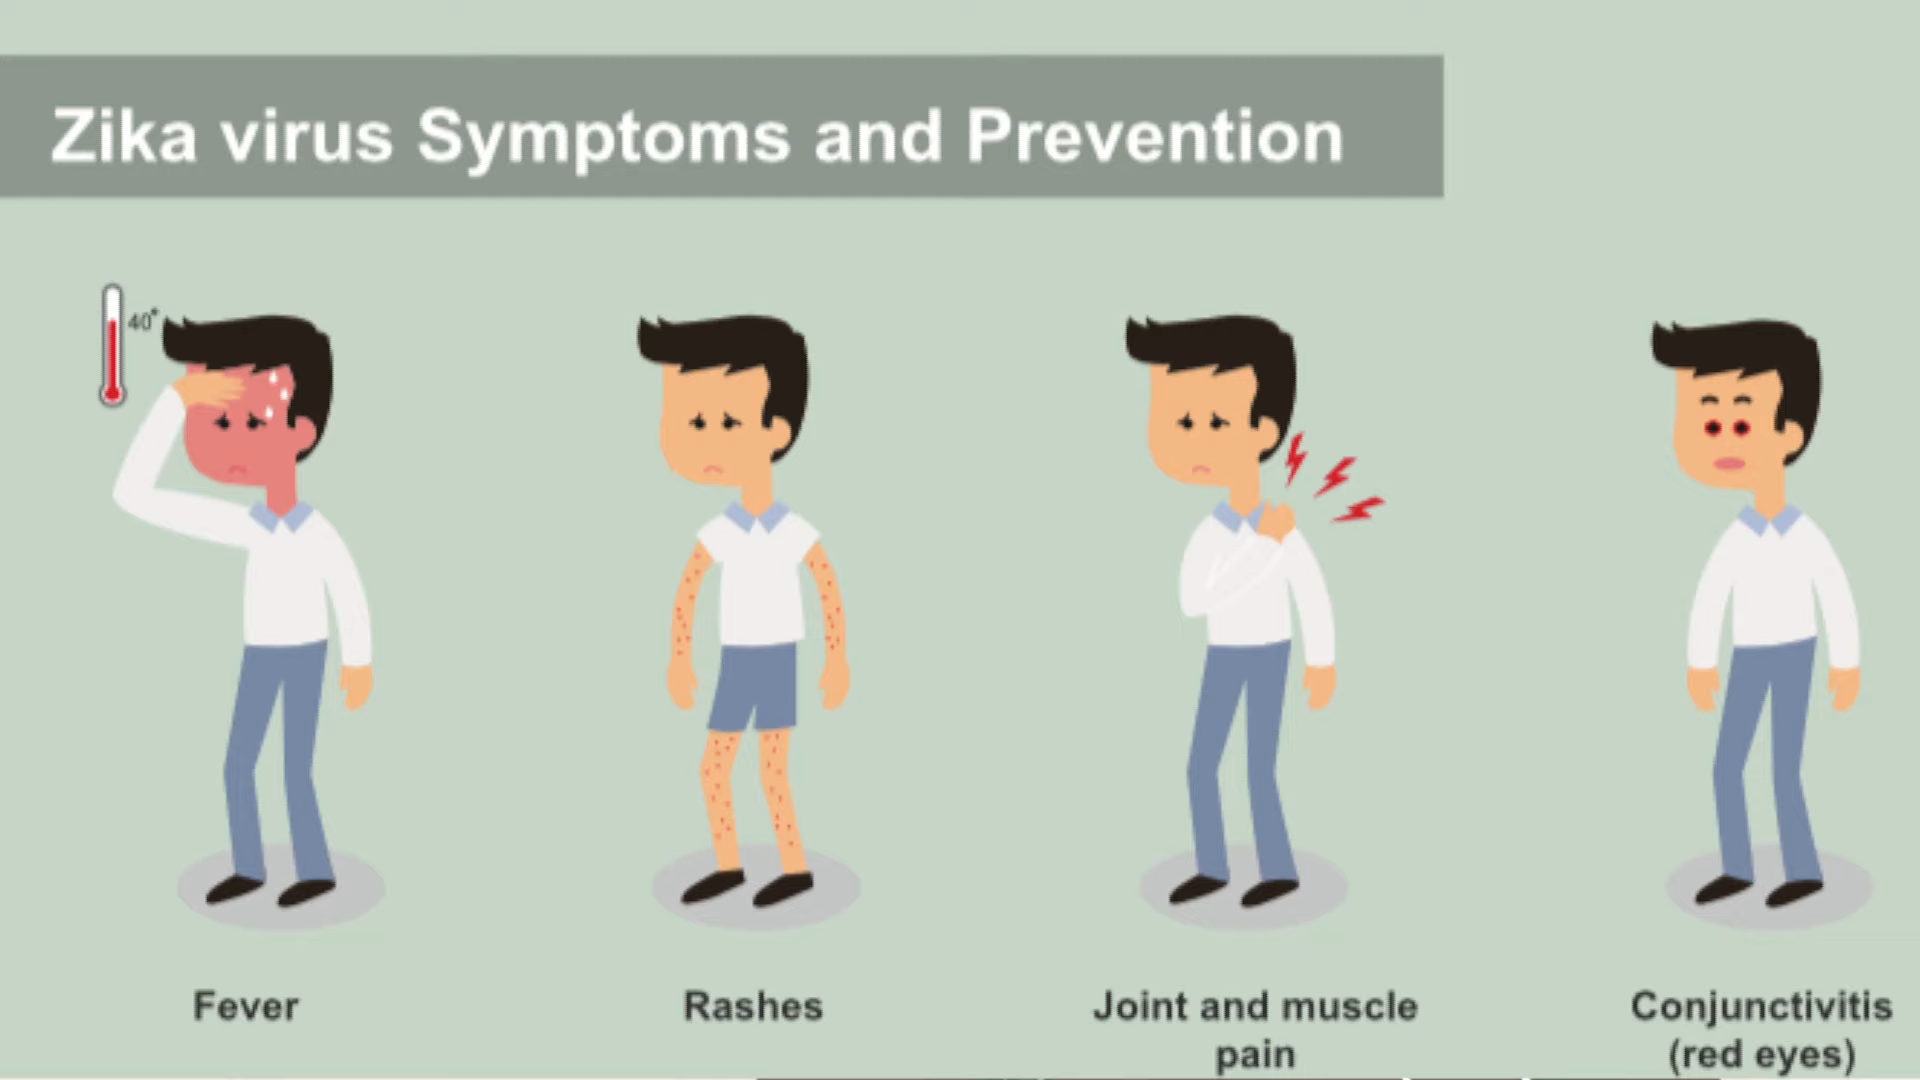 Zika virus Symptoms and Prevention
40°
Fever
Rashes
Joint and muscle
pain
Conjunctivitis
(red eyes)